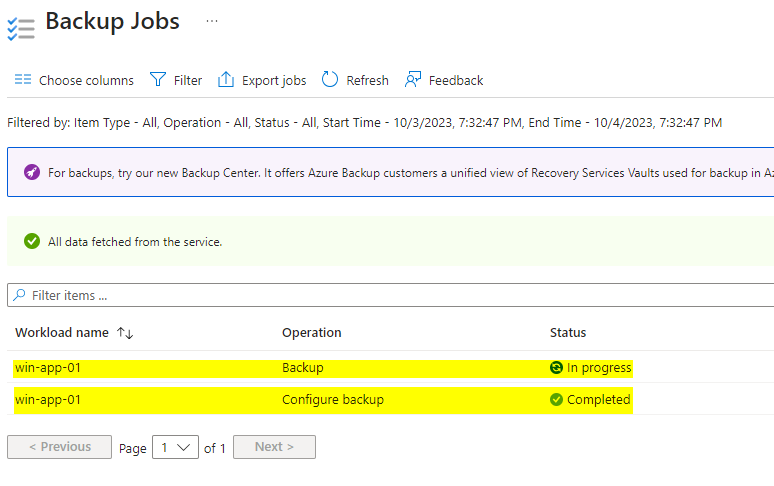 Backup Jobs ...
Choose columns Filter Export jobs Refresh Feedback
Filtered by: Item Type - All, Operation - All, Status - All, Start Time - 10/3/2023, 7:32:47 PM, End Time - 10/4/2023, 7:32:47 PM
For backups, try our new Backup Center. It offers Azure Backup customers a unified view of Recovery Services Vaults used for backup in Az
All data fetched from the service.
Filter items ...
Workload name ↑↓ Operation Status
win-app-01 Backup In progress
win-app-01 Configure backup Completed
< Previous Page 1 of 1 Next >